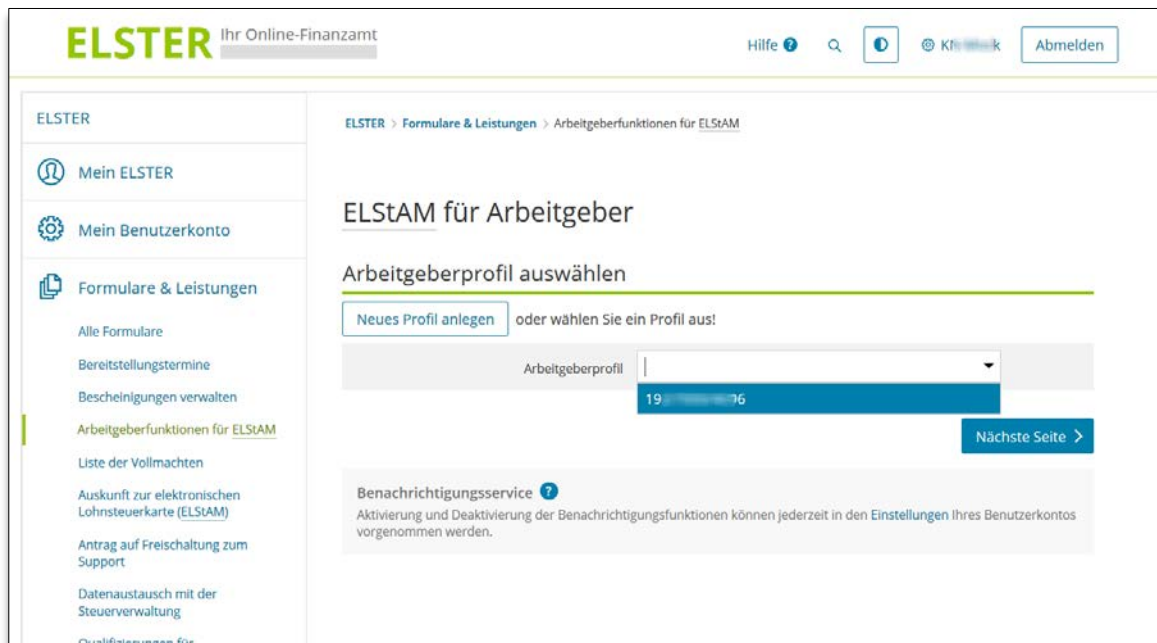 ELSTER Ihr Online-Finanzamt
Hilfe ?
Abmelden
ELSTER
Mein ELSTER
Mein Benutzerkonto
Formulare & Leistungen
Alle Formulare
Bereitstellungstermine
Bescheinigungen verwalten
Arbeitgeberfunktionen für ELStAM
Liste der Vollmachten
Auskunft zur elektronischen
Lohnsteuerkarte (ELStAM)
Antrag auf Freischaltung zum
Support
Datenaustausch mit der
Steuerverwaltung
Qualifizierungen für
ELSTER > Formulare & Leistungen > Arbeitgeberfunktionen für ELStAM
ELStAM für Arbeitgeber
Arbeitgeberprofil auswählen
Neues Profil anlegen oder wählen Sie ein Profil aus!
Arbeitgeberprofil
Nächste Seite >
Benachrichtigungsservice ?
Aktivierung und Deaktivierung der Benachrichtigungsfunktionen können jederzeit in den Einstellungen Ihres Benutzerkontos
vorgenommen werden.